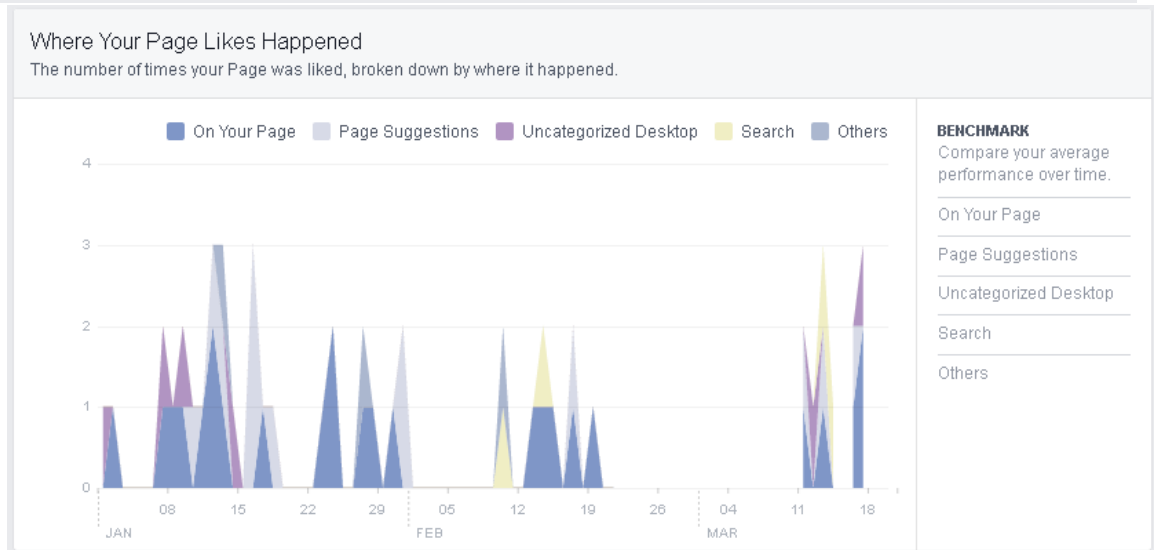 Where Your Page Likes Happened
The number of times your Page was liked, broken down by where it happened.
On Your Page Page Suggestions Uncategorized Desktop Search Others
4
3
2
1
0
08 15 22 29 05 12 19 26 04 11 18
JAN FEB MAR
BENCHMARK
Compare your average
performance over time.
On Your Page
Page Suggestions
Uncategorized Desktop
Search
Others